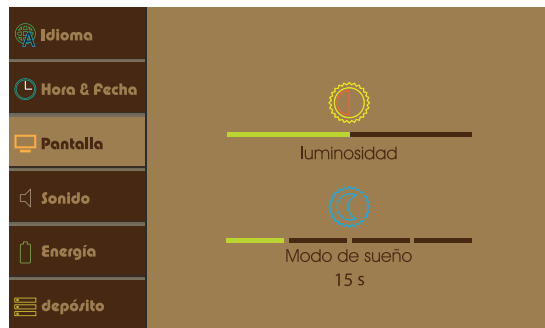 Idioma
Hora & Fecha
Pantalla
Sonido
Energía
depósito
luminosidad
Modo de sueño
15 s